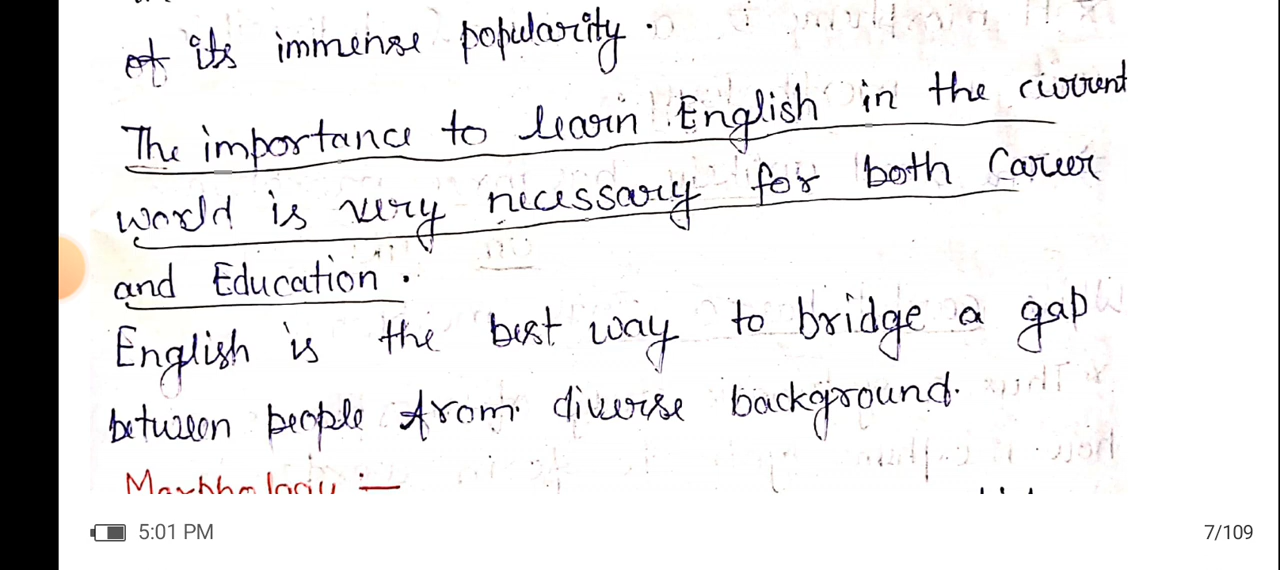 of its immense popularity.
The importance to learn English in the current
world is very necessary for both Career
and Education.
English is the best way to bridge a gap
between people from diverse background.
Morphology :-
5:01 PM
7/109